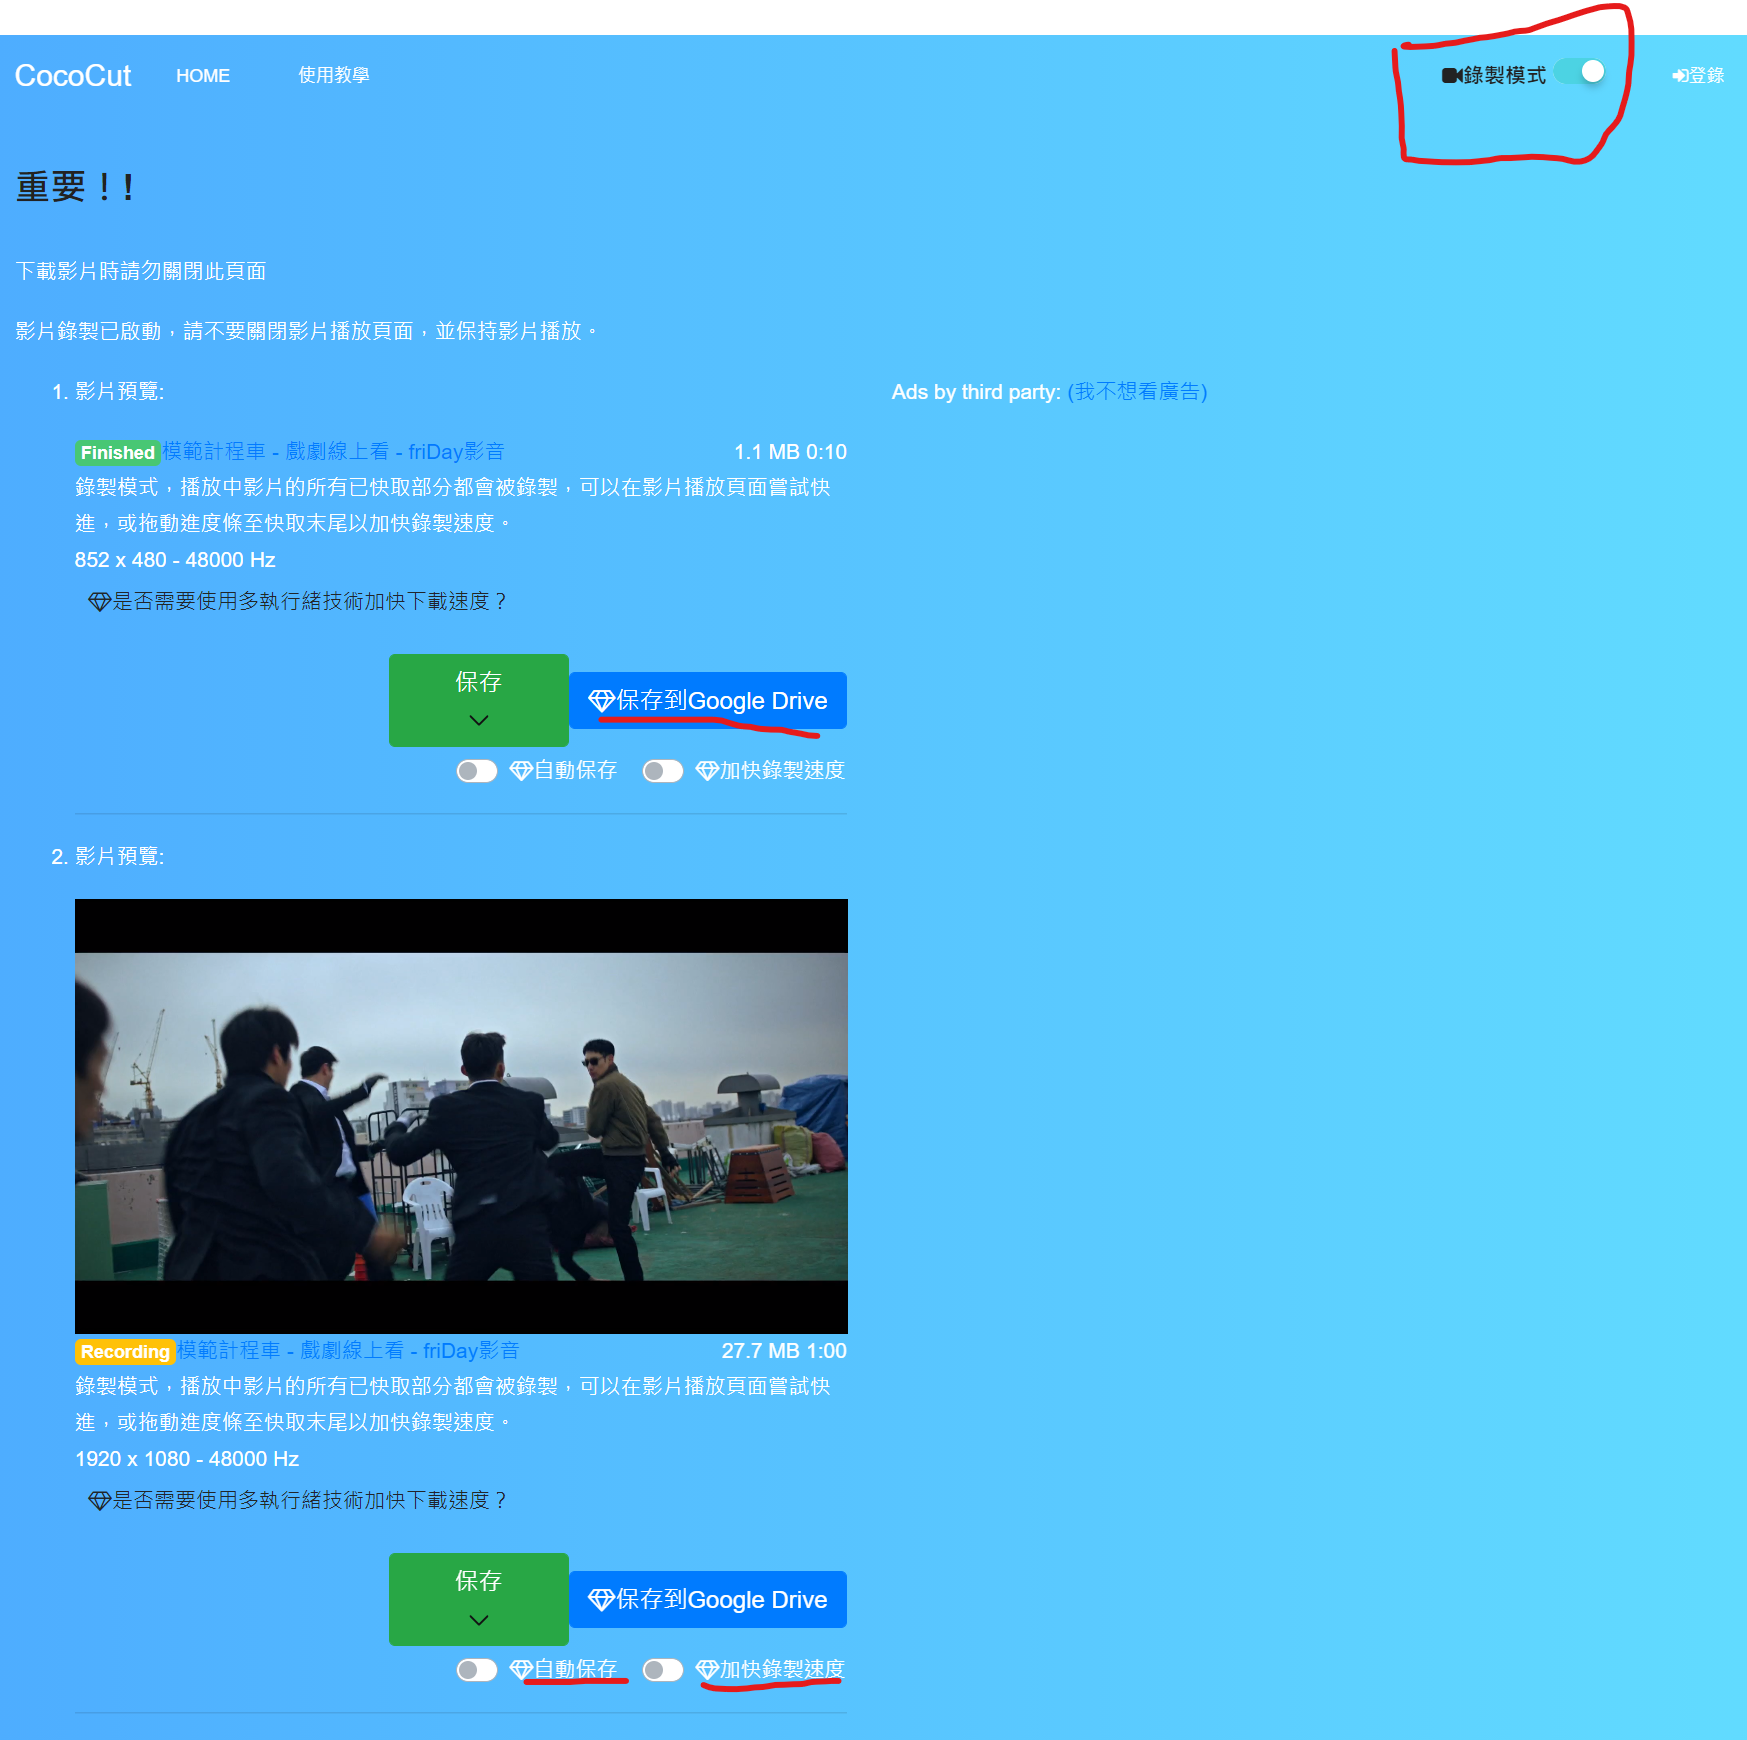 CocoCut HOME 使用教學 錄製模式 登錄
重要！！
下載影片時請勿關閉此頁面
影片錄製已啟動，請不要關閉影片播放頁面，並保持影片播放。
1. 影片預覽:
Ads by third party: (我不想看廣告)
Finished 模範計程車 - 戲劇線上看 - friDay影音 1.1 MB 0:10
錄製模式，播放中影片的所有已快取部分都會被錄製，可以在影片播放頁面嘗試快
進，或拖動進度條至快取末尾以加快錄製速度。
852 x 480 - 48000 Hz
是否需要使用多執行緒技術加快下載速度？
保存
保存到Google Drive
自動保存 加快錄製速度
2. 影片預覽:
Recording 模範計程車 - 戲劇線上看 - friDay影音 27.7 MB 1:00
錄製模式，播放中影片的所有已快取部分都會被錄製，可以在影片播放頁面嘗試快
進，或拖動進度條至快取末尾以加快錄製速度。
1920 x 1080 - 48000 Hz
是否需要使用多執行緒技術加快下載速度？
保存
保存到Google Drive
自動保存 加快錄製速度